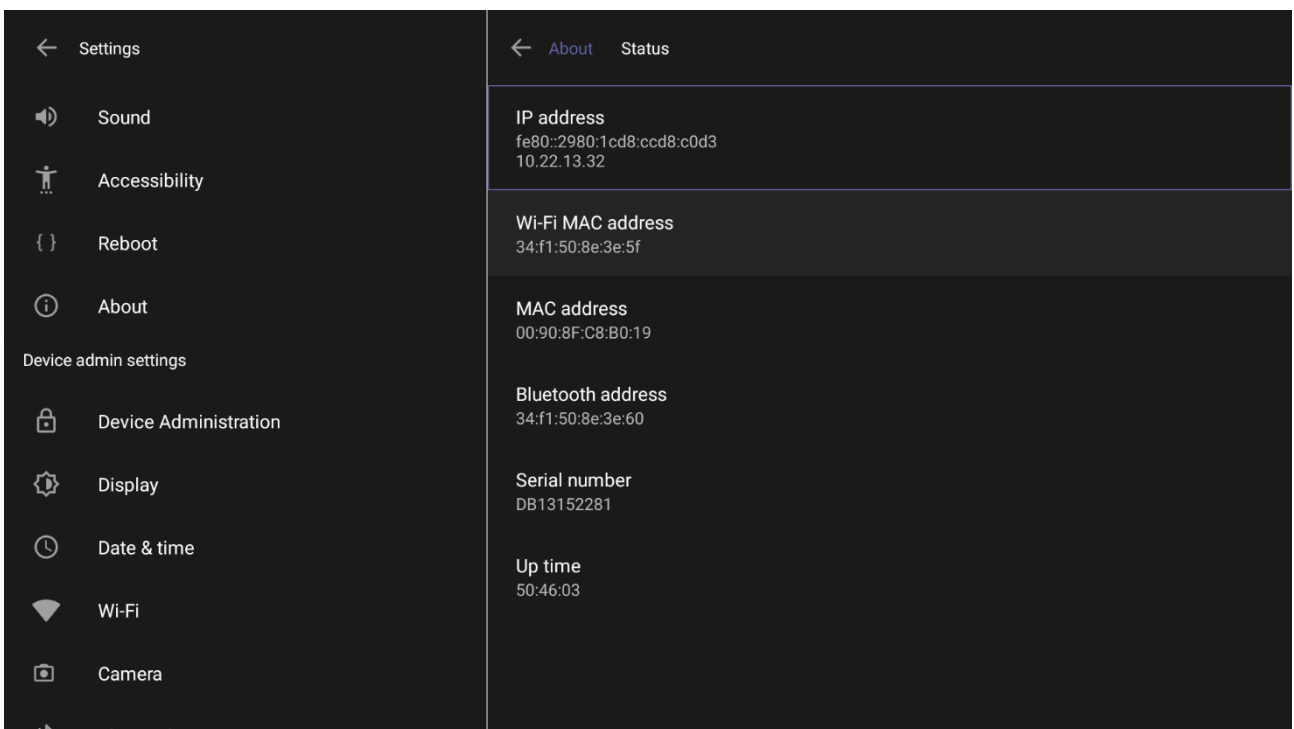 Settings
Sound
Accessibility
{ } Reboot
About
Device admin settings
Device Administration
Display
Date & time
Wi-Fi
Camera
About Status
IP address
fe80::2980:1cd8:ccd8:c0d3
10.22.13.32
Wi-Fi MAC address
34:f1:50:8e:3e:5f
MAC address
00:90:8F:C8:B0:19
Bluetooth address
34:f1:50:8e:3e:60
Serial number
DB13152281
Up time
50:46:03